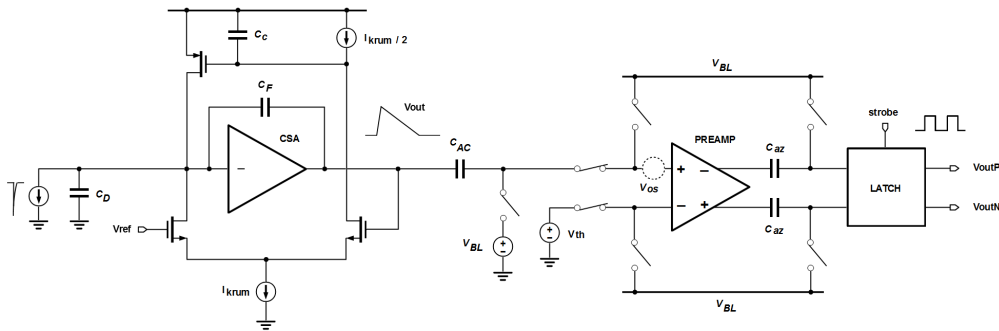 C_C
I_krum / 2
C_F
CSA
Vout
C_D
Vref
I_krum
C_AC
V_BL
V_BL
V_th
V_os
PREAMP
C_az
C_az
V_BL
strobe
LATCH
VoutP
VoutN